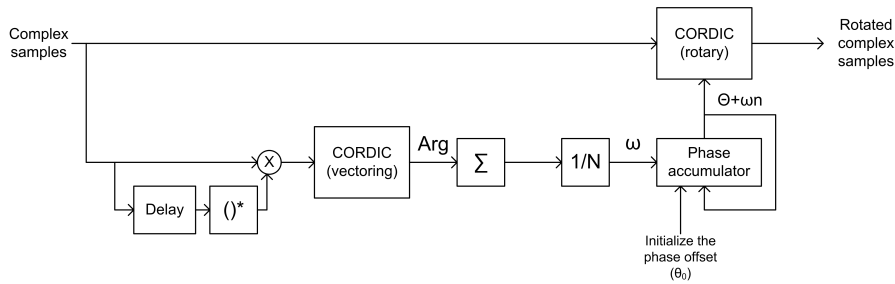 Complex
samples
CORDIC
(rotary)
Rotated
complex
samples
Θ+ωn
X
CORDIC
(vectoring)
Arg
Σ
1/N
ω
Phase
accumulator
Delay
()*
Initialize the
phase offset
(θ₀)